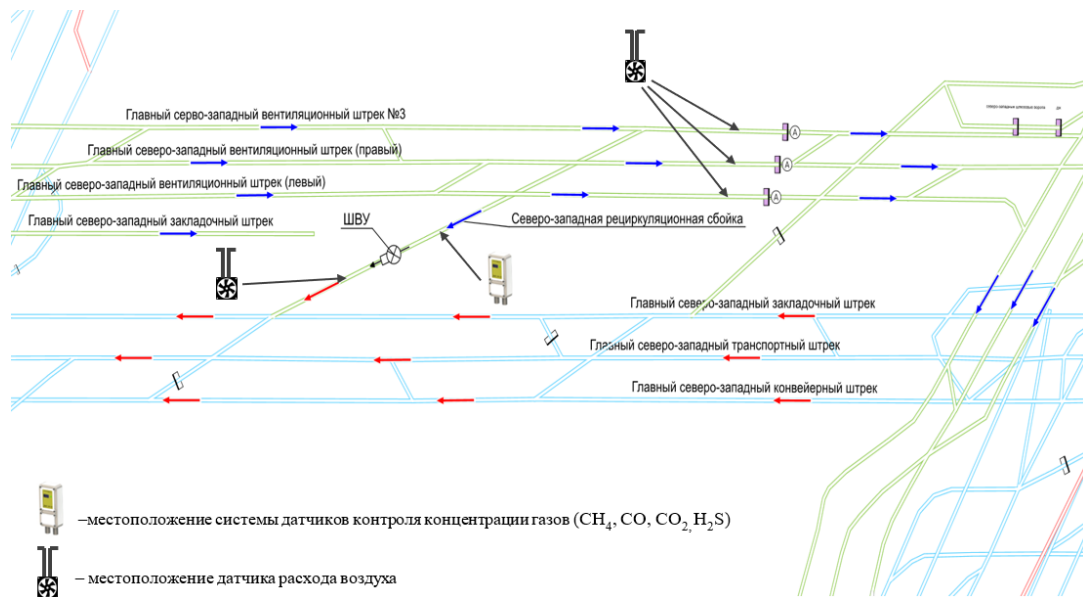 Главный серво-западный вентиляционный штрек №3
Главный северо-западный вентиляционный штрек (правый)
Главный северо-западный вентиляционный штрек (левый)
Главный северо-западный закладочный штрек
ШВУ
Северо-западная рециркуляционная сбойка
А
А
А
Главный северо-западный закладочный штрек
Главный северо-западный транспортный штрек
Главный северо-западный конвейерный штрек
–местоположение системы датчиков контроля концентрации газов (CH4, CO, CO2, H2S)
– местоположение датчика расхода воздуха